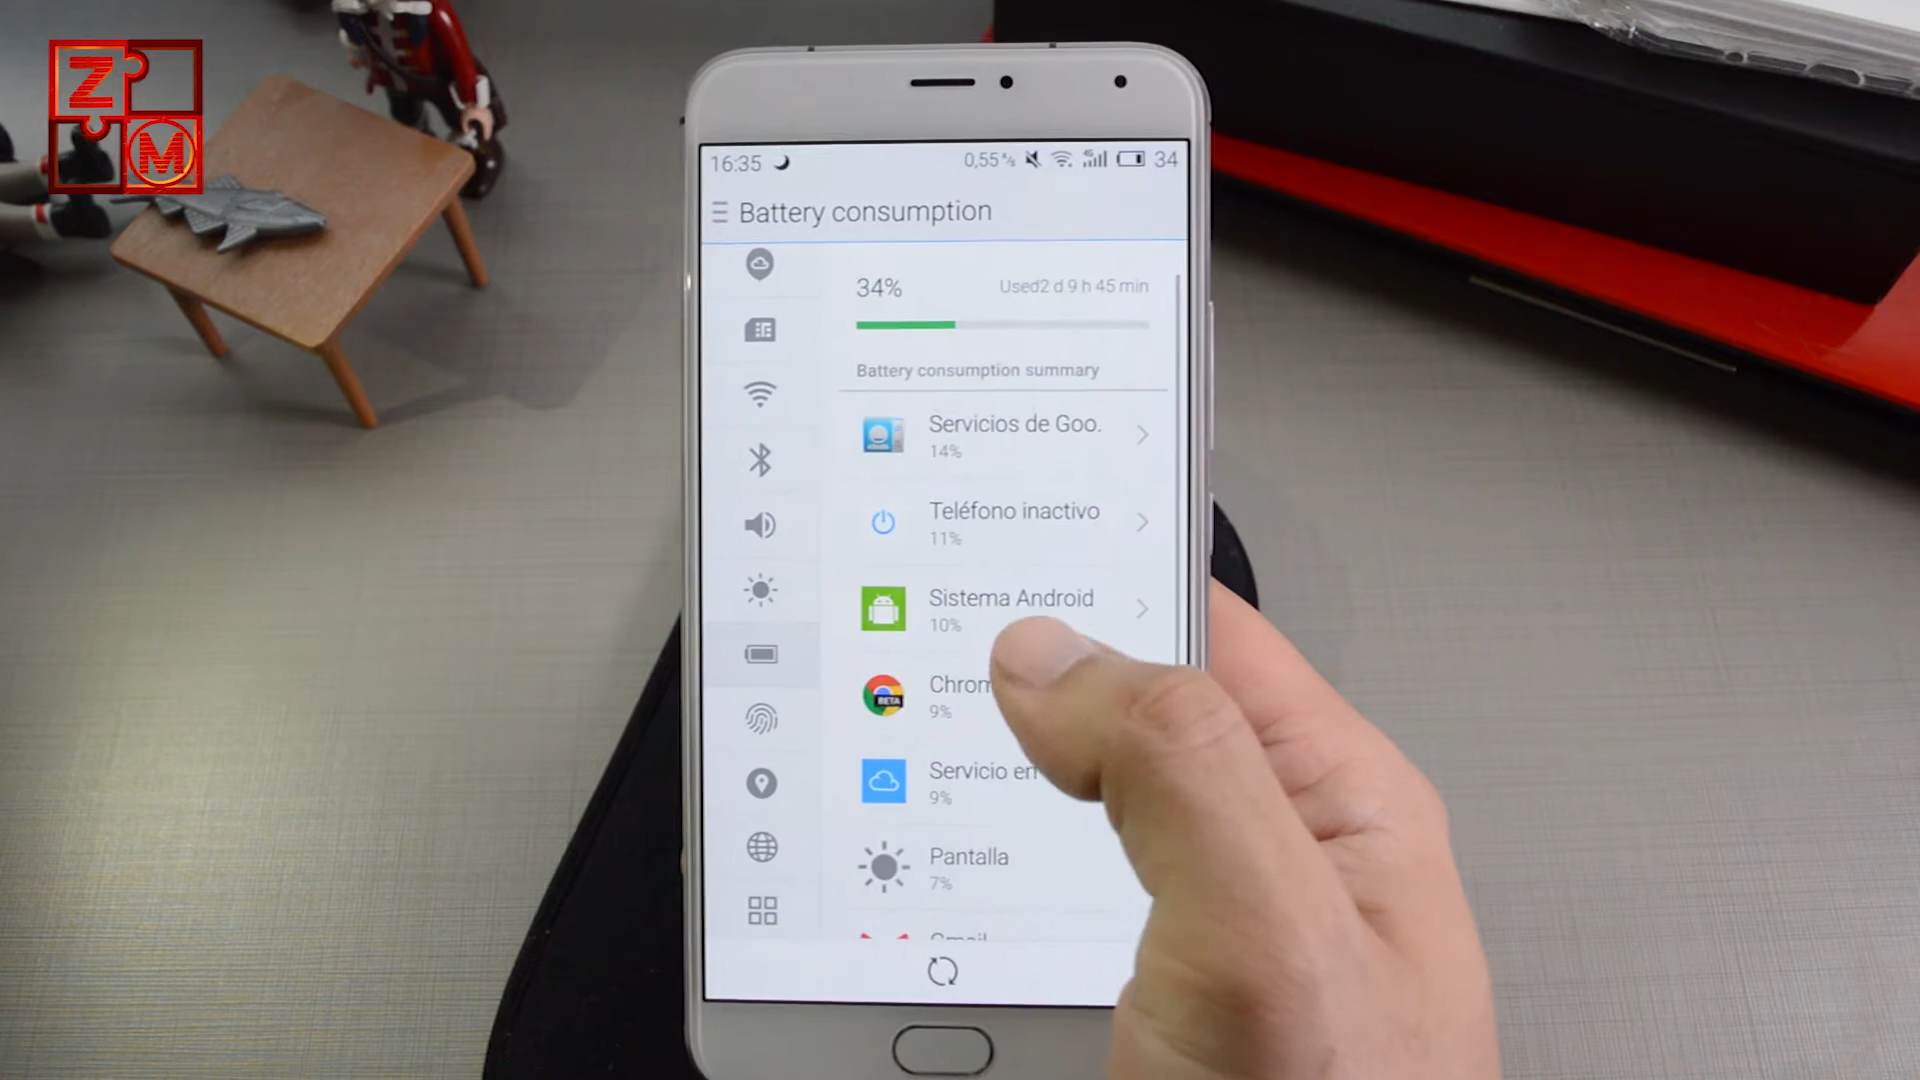 Z
M
16:35 0,55 34
Battery consumption
34% Used2 d 9 h 45 min
Battery consumption summary
Servicios de Goo.
14%
Teléfono inactivo
11%
Sistema Android
10%
Chrom
BETA
9%
Servicio en
9%
Pantalla
7%
Gmail